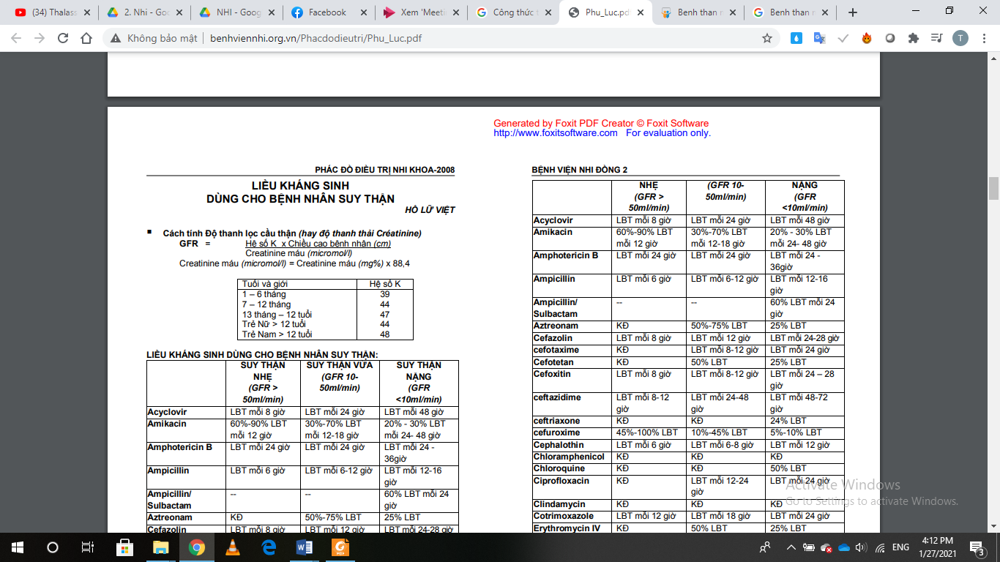 (34) Thalass
2. Nhi - Goo
NHI - Goog
Facebook
Xem 'Meeti
Công thức t
Phu_Luc.pdf
Benh than n
Benh than n
Không bảo mật | benhviennhi.org.vn/Phacdodieutri/Phu_Luc.pdf
T
Generated by Foxit PDF Creator © Foxit Software
http://www.foxitsoftware.com For evaluation only.
PHÁC ĐỒ ĐIỀU TRỊ NHI KHOA-2008
LIỀU KHÁNG SINH
DÙNG CHO BỆNH NHÂN SUY THẬN
HỒ LỮ VIỆT
Cách tính Độ thanh lọc cầu thận (hay độ thanh thải Créatinine)
GFR = Hệ số K x Chiều cao bệnh nhân (cm)
Creatinine máu (micromol/l)
Creatinine máu (micromol/l) = Creatinine máu (mg%) x 88,4
Tuổi và giới Hệ số K
1 – 6 tháng 39
7 – 12 tháng 44
13 tháng – 12 tuổi 47
Trẻ Nữ > 12 tuổi 44
Trẻ Nam > 12 tuổi 48
LIỀU KHÁNG SINH DÙNG CHO BỆNH NHÂN SUY THẬN:
SUY THẬN SUY THẬN VỪA SUY THẬN
NHẸ (GFR 10- NẶNG
(GFR > 50ml/min) (GFR
50ml/min) <10ml/min)
Acyclovir LBT mỗi 8 giờ LBT mỗi 24 giờ LBT mỗi 48 giờ
Amikacin 60%-90% LBT 30%-70% LBT 20% - 30% LBT
mỗi 12 giờ mỗi 12-18 giờ mỗi 24- 48 giờ
Amphotericin B LBT mỗi 24 giờ LBT mỗi 24 giờ LBT mỗi 24 -
36giờ
Ampicillin LBT mỗi 6 giờ LBT mỗi 6-12 giờ LBT mỗi 12-16
giờ
Ampicillin/ -- -- 60% LBT mỗi 24
Sulbactam giờ
Aztreonam KĐ 50%-75% LBT 25% LBT
Cefazolin LBT mỗi 8 giờ LBT mỗi 12 giờ LBT mỗi 24-28 giờ
BỆNH VIỆN NHI ĐỒNG 2
NHẸ (GFR 10- NẶNG
(GFR > 50ml/min) (GFR
50ml/min) <10ml/min)
Acyclovir LBT mỗi 8 giờ LBT mỗi 24 giờ LBT mỗi 48 giờ
Amikacin 60%-90% LBT 30%-70% LBT 20% - 30% LBT
mỗi 12 giờ mỗi 12-18 giờ mỗi 24- 48 giờ
Amphotericin B LBT mỗi 24 giờ LBT mỗi 24 giờ LBT mỗi 24 -
36giờ
Ampicillin LBT mỗi 6 giờ LBT mỗi 6-12 giờ LBT mỗi 12-16
giờ
Ampicillin/ -- -- 60% LBT mỗi 24
Sulbactam giờ
Aztreonam KĐ 50%-75% LBT 25% LBT
Cefazolin LBT mỗi 8 giờ LBT mỗi 12 giờ LBT mỗi 24-28 giờ
cefotaxime KĐ LBT mỗi 8-12 giờ LBT mỗi 24 giờ
Cefotetan KĐ 50% LBT 25% LBT
Cefoxitin LBT mỗi 8 giờ LBT mỗi 8-12 giờ LBT mỗi 24 – 28
giờ
ceftazidime LBT mỗi 8-12 LBT mỗi 24-48 LBT mỗi 48-72
giờ giờ giờ
ceftriaxone KĐ KĐ 24% LBT
cefuroxime 45%-100% LBT 10%-45% LBT 5%-10% LBT
Cephalothin LBT mỗi 6 giờ LBT mỗi 6-8 giờ LBT mỗi 12 giờ
Chloramphenicol KĐ KĐ KĐ
Chloroquine KĐ KĐ 50% LBT
Ciprofloxacin KĐ LBT mỗi 12-24 LBT mỗi 24 giờ
giờ
Clindamycin KĐ KĐ KĐ
Cotrimoxazole LBT mỗi 12 giờ LBT mỗi 18 giờ LBT mỗi 24 giờ
Erythromycin IV KĐ 50% LBT 25% LBT
Activate Windows
Go to Settings to activate Windows.
ENG
4:12 PM
1/27/2021
3